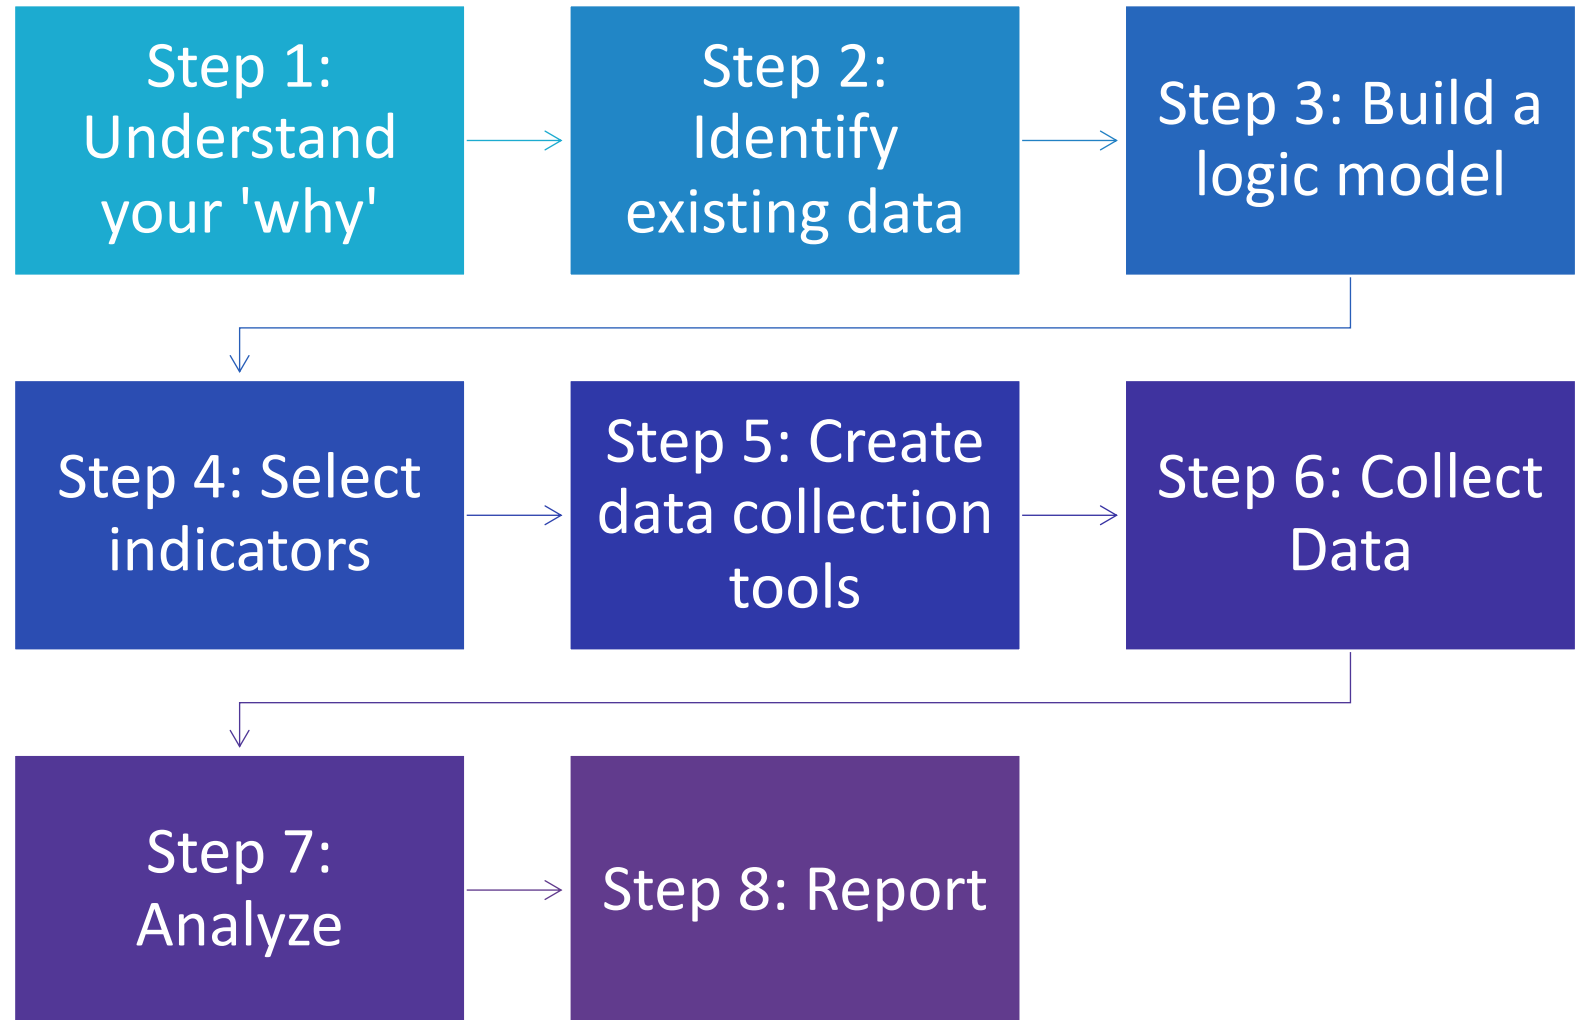 Step 1:
Understand
your 'why'
Step 2:
Identify
existing data
Step 3: Build a
logic model
Step 4: Select
indicators
Step 5: Create
data collection
tools
Step 6: Collect
Data
Step 7:
Analyze
Step 8: Report